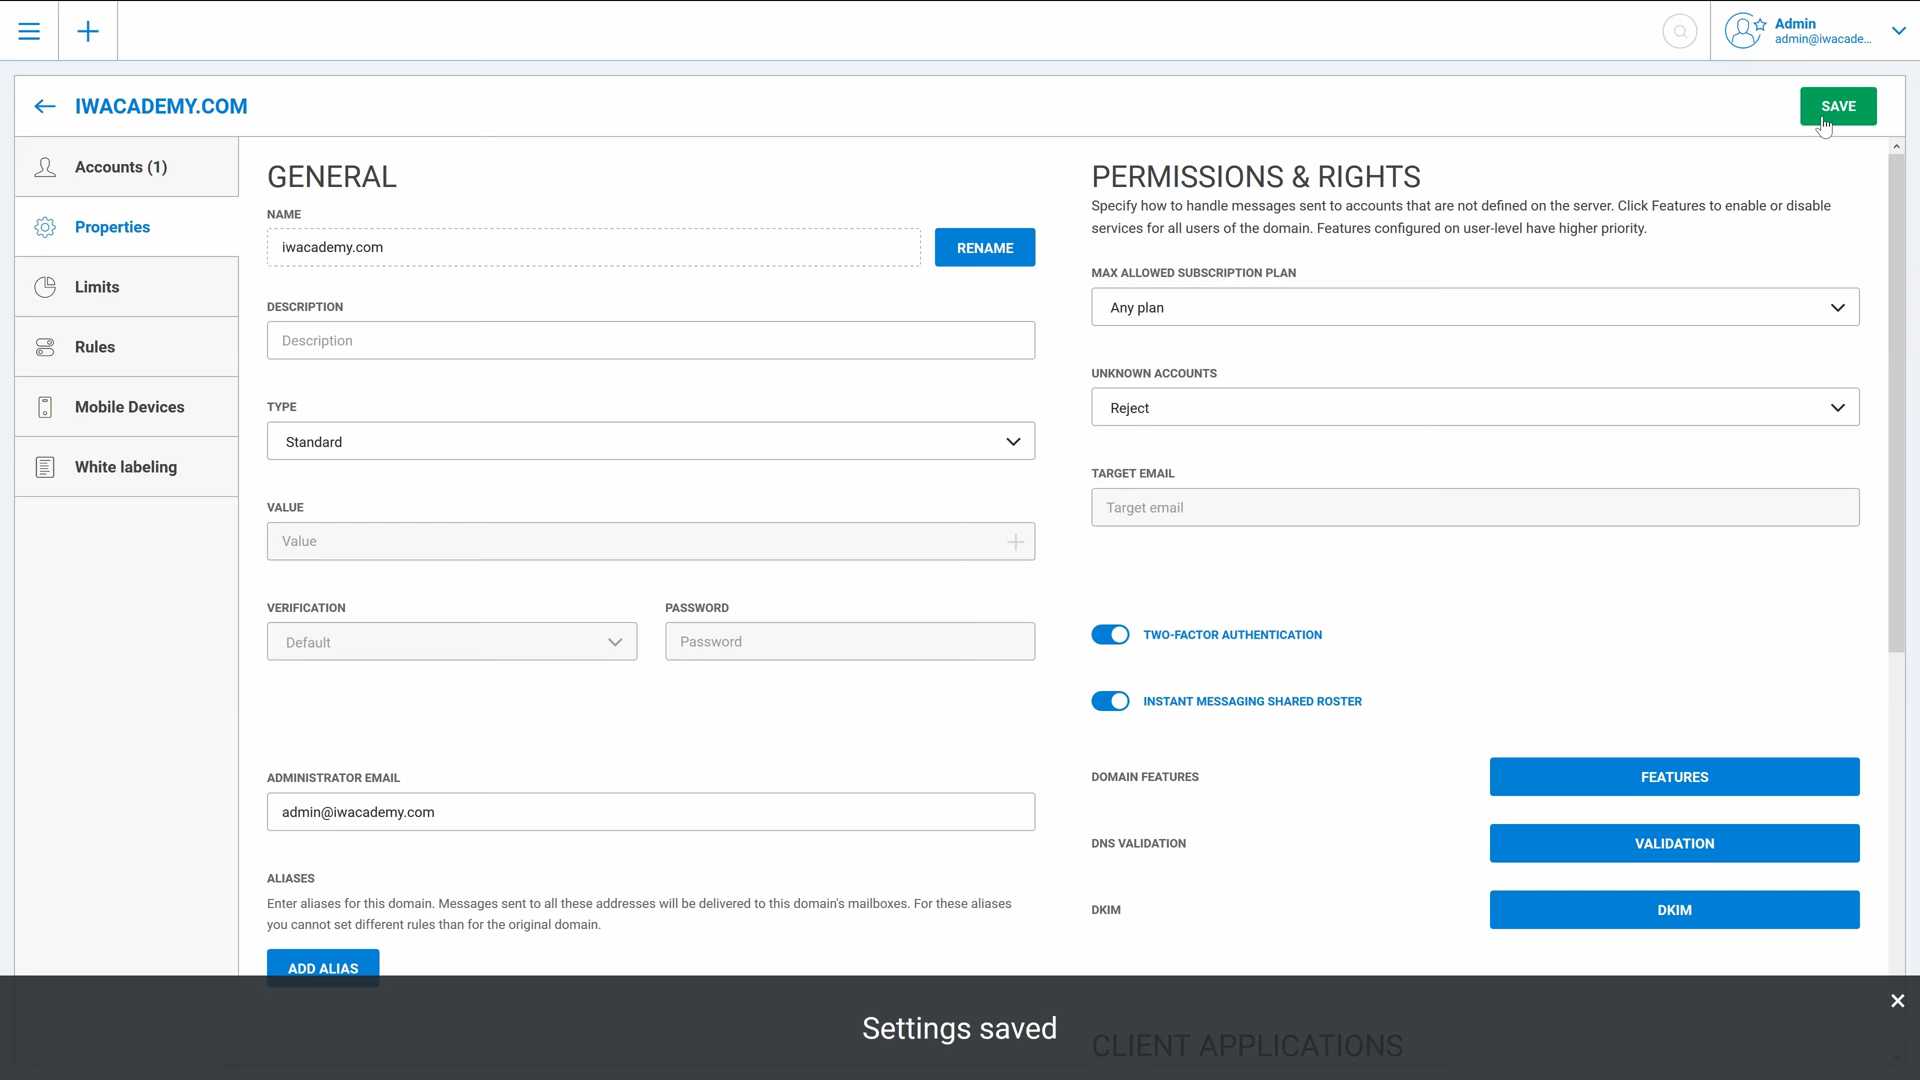 Admin
admin@iwacade...
IWACADEMY.COM
SAVE
Accounts (1)
Properties
Limits
Rules
Mobile Devices
White labeling
GENERAL
NAME
iwacademy.com
RENAME
DESCRIPTION
Description
TYPE
Standard
VALUE
Value
VERIFICATION
PASSWORD
Default
Password
ADMINISTRATOR EMAIL
admin@iwacademy.com
ALIASES
Enter aliases for this domain. Messages sent to all these addresses will be delivered to this domain's mailboxes. For these aliases
you cannot set different rules than for the original domain.
ADD ALIAS
PERMISSIONS & RIGHTS
Specify how to handle messages sent to accounts that are not defined on the server. Click Features to enable or disable
services for all users of the domain. Features configured on user-level have higher priority.
MAX ALLOWED SUBSCRIPTION PLAN
Any plan
UNKNOWN ACCOUNTS
Reject
TARGET EMAIL
Target email
TWO-FACTOR AUTHENTICATION
INSTANT MESSAGING SHARED ROSTER
DOMAIN FEATURES
FEATURES
DNS VALIDATION
VALIDATION
DKIM
DKIM
CLIENT APPLICATIONS
Settings saved